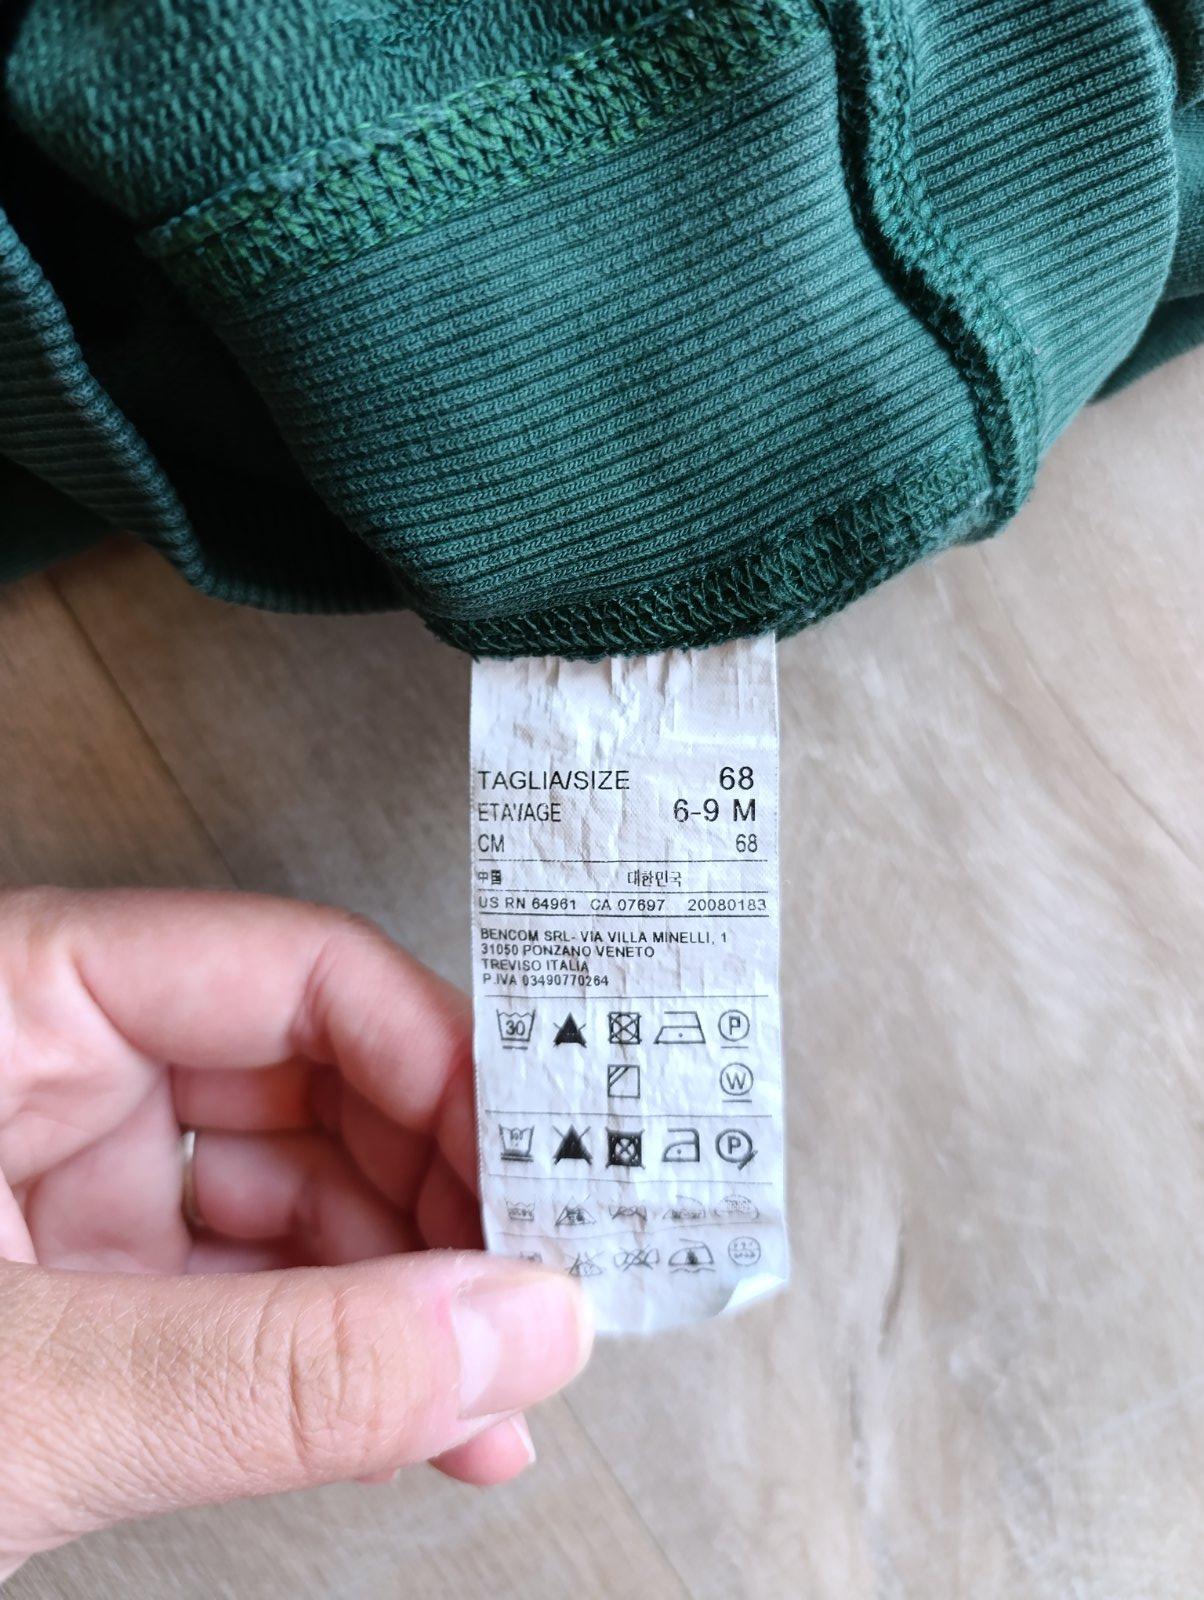 TAGLIA/SIZE 68
ETA'/AGE 6-9 M
CM 68
中国 대한민국
US RN 64961 CA 07697 20080183
BENCOM SRL- VIA VILLA MINELLI, 1
31050 PONZANO VENETO
TREVISO ITALIA
P.IVA 03490770264
30 P
W
P